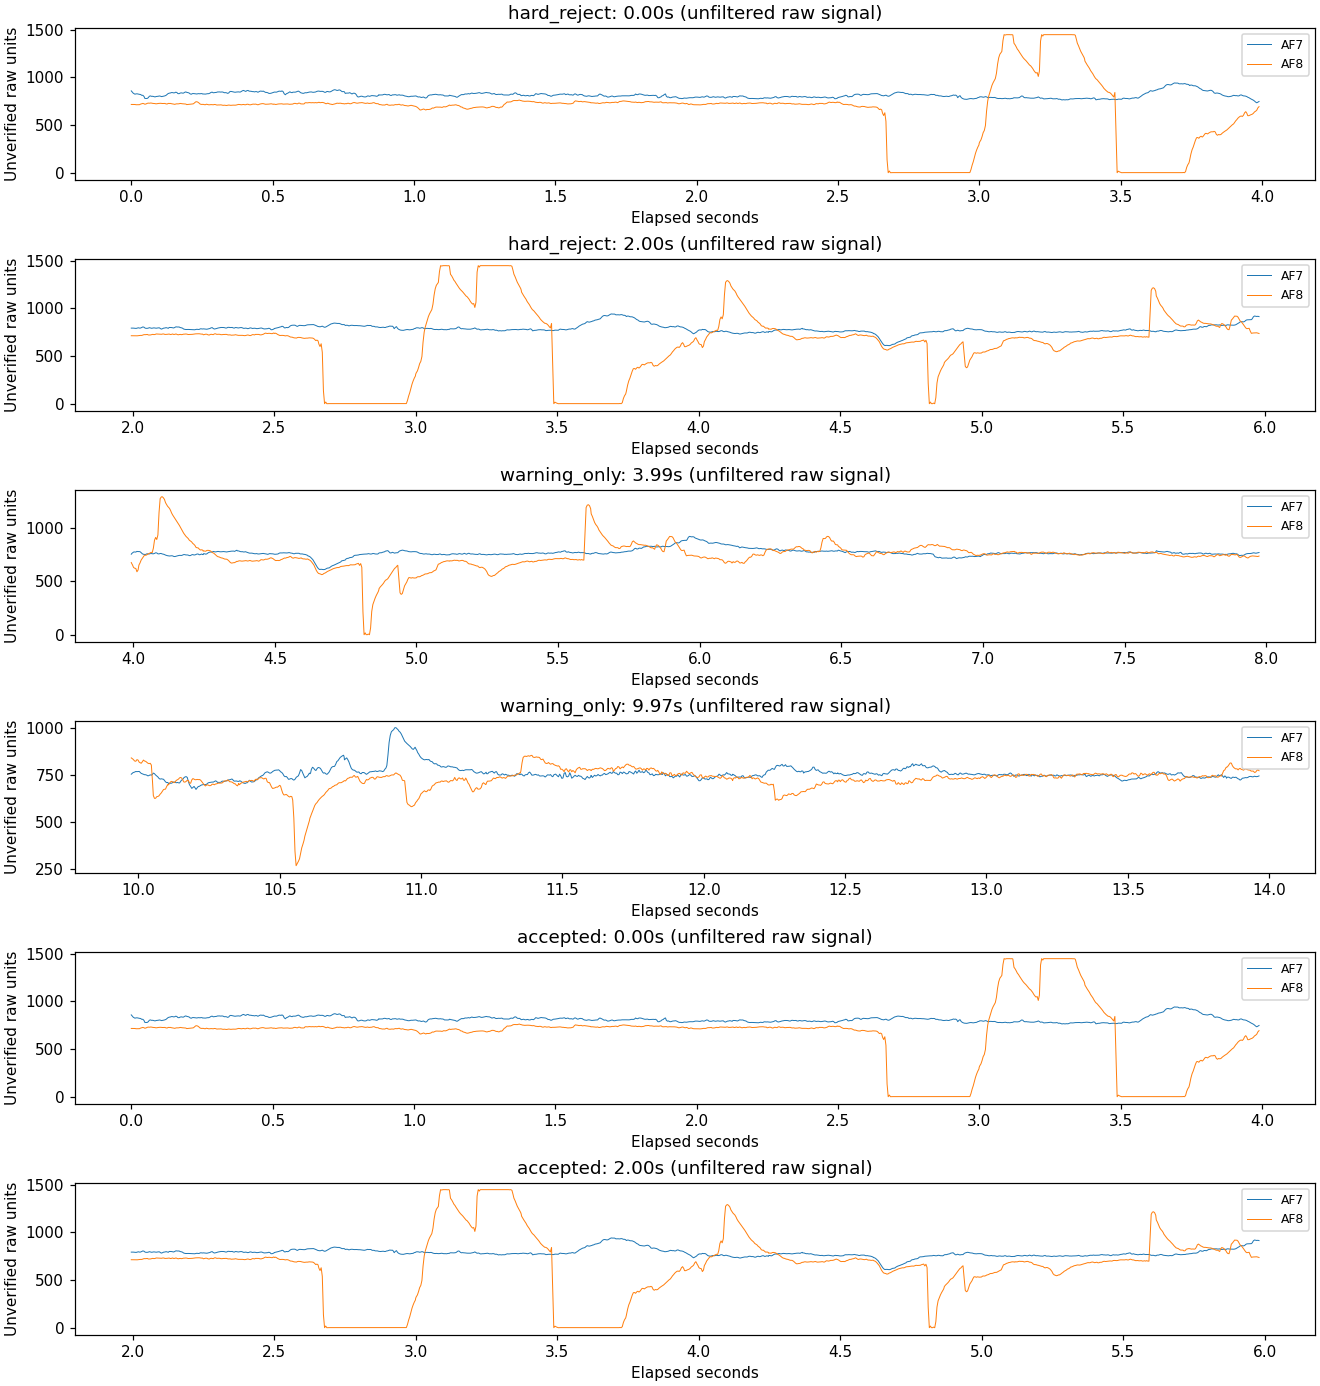 hard_reject: 0.00s (unfiltered raw signal)
Unverified raw units
1500
1000
500
0
AF7
AF8
0.0 0.5 1.0 1.5 2.0 2.5 3.0 3.5 4.0
Elapsed seconds
hard_reject: 2.00s (unfiltered raw signal)
Unverified raw units
1500
1000
500
0
AF7
AF8
2.0 2.5 3.0 3.5 4.0 4.5 5.0 5.5 6.0
Elapsed seconds
warning_only: 3.99s (unfiltered raw signal)
Unverified raw units
1000
500
0
AF7
AF8
4.0 4.5 5.0 5.5 6.0 6.5 7.0 7.5 8.0
Elapsed seconds
warning_only: 9.97s (unfiltered raw signal)
Unverified raw units
1000
750
500
250
AF7
AF8
10.0 10.5 11.0 11.5 12.0 12.5 13.0 13.5 14.0
Elapsed seconds
accepted: 0.00s (unfiltered raw signal)
Unverified raw units
1500
1000
500
0
AF7
AF8
0.0 0.5 1.0 1.5 2.0 2.5 3.0 3.5 4.0
Elapsed seconds
accepted: 2.00s (unfiltered raw signal)
Unverified raw units
1500
1000
500
0
AF7
AF8
2.0 2.5 3.0 3.5 4.0 4.5 5.0 5.5 6.0
Elapsed seconds